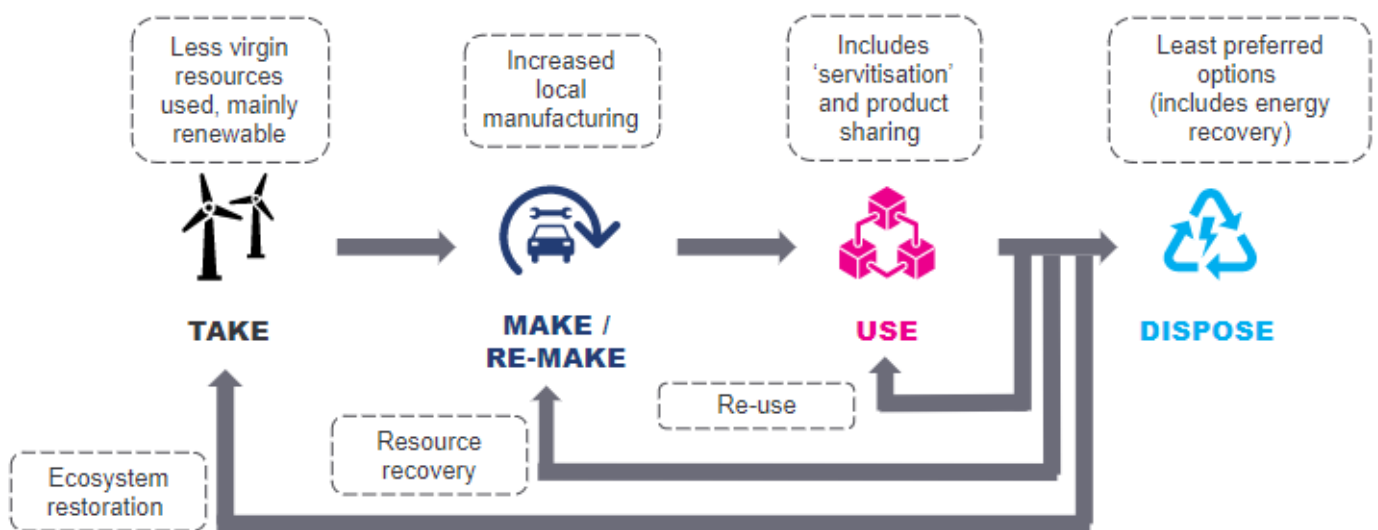 Less virgin
resources
used, mainly
renewable
Increased
local
manufacturing
Includes
‘servitisation’
and product
sharing
Least preferred
options
(includes energy
recovery)
TAKE
MAKE /
RE-MAKE
USE
DISPOSE
Re-use
Resource
recovery
Ecosystem
restoration